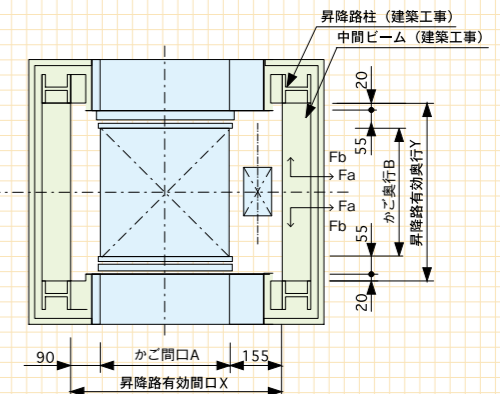 昇降路柱（建築工事）
中間ビーム（建築工事）
20
55
Fb
Fa
Fa
Fb
かご奥行B
昇降路有効奥行Y
55
20
90
かご間口A
155
昇降路有効間口X